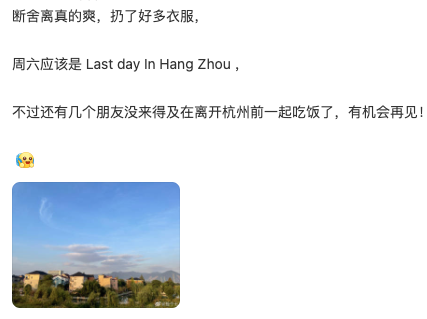 断舍离真的爽，扔了好多衣服，
周六应该是 Last day In Hang Zhou ，
不过还有几个朋友没来得及在离开杭州前一起吃饭了，有机会再见！